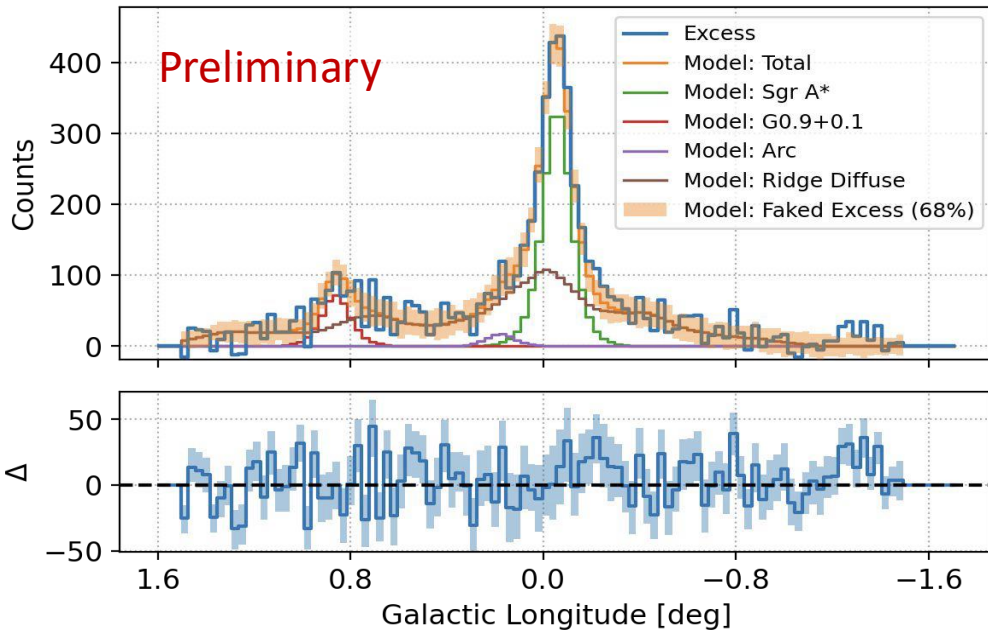 Preliminary
Excess
Model: Total
Model: Sgr A*
Model: G0.9+0.1
Model: Arc
Model: Ridge Diffuse
Model: Faked Excess (68%)
Counts
400
300
200
100
0
Δ
50
0
−50
1.6
0.8
0.0
−0.8
−1.6
Galactic Longitude [deg]